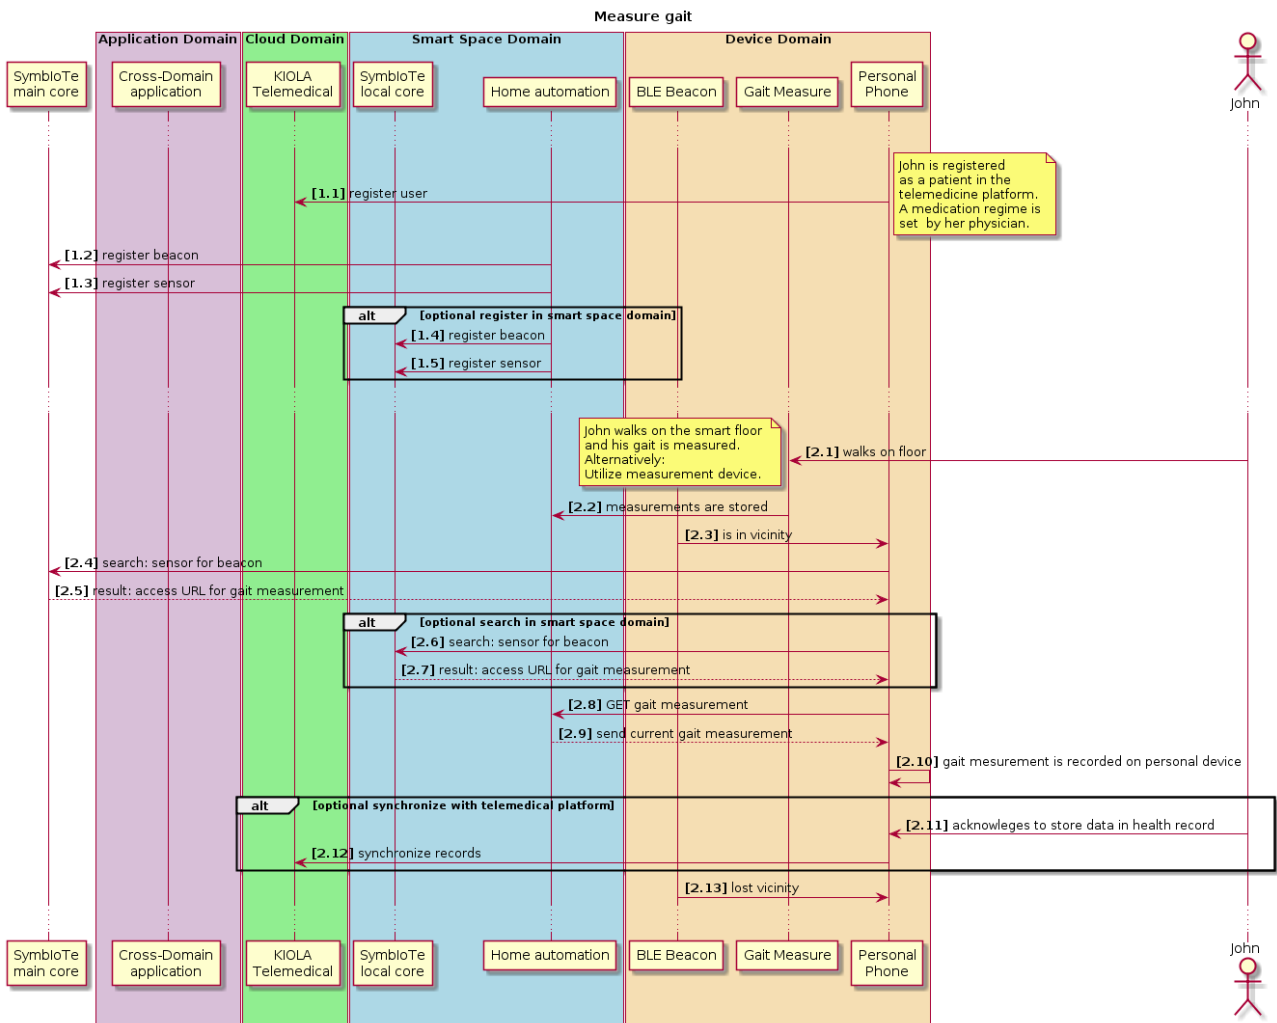 Measure gait
Application Domain
Cloud Domain
Smart Space Domain
Device Domain
SymbIoTe
main core
Cross-Domain
application
KIOLA
Telemedical
SymbIoTe
local core
Home automation
BLE Beacon
Gait Measure
Personal
Phone
John
John is registered
as a patient in the
telemedicine platform.
A medication regime is
set  by her physician.
[1.1] register user
[1.2] register beacon
[1.3] register sensor
alt [optional register in smart space domain]
[1.4] register beacon
[1.5] register sensor
John walks on the smart floor
and his gait is measured.
Alternatively:
Utilize measurement device.
[2.1] walks on floor
[2.2] measurements are stored
[2.3] is in vicinity
[2.4] search: sensor for beacon
[2.5] result: access URL for gait measurement
alt [optional search in smart space domain]
[2.6] search: sensor for beacon
[2.7] result: access URL for gait measurement
[2.8] GET gait measurement
[2.9] send current gait measurement
[2.10] gait mesurement is recorded on personal device
alt [optional synchronize with telemedical platform]
[2.11] acknowleges to store data in health record
[2.12] synchronize records
[2.13] lost vicinity
SymbIoTe
main core
Cross-Domain
application
KIOLA
Telemedical
SymbIoTe
local core
Home automation
BLE Beacon
Gait Measure
Personal
Phone
John